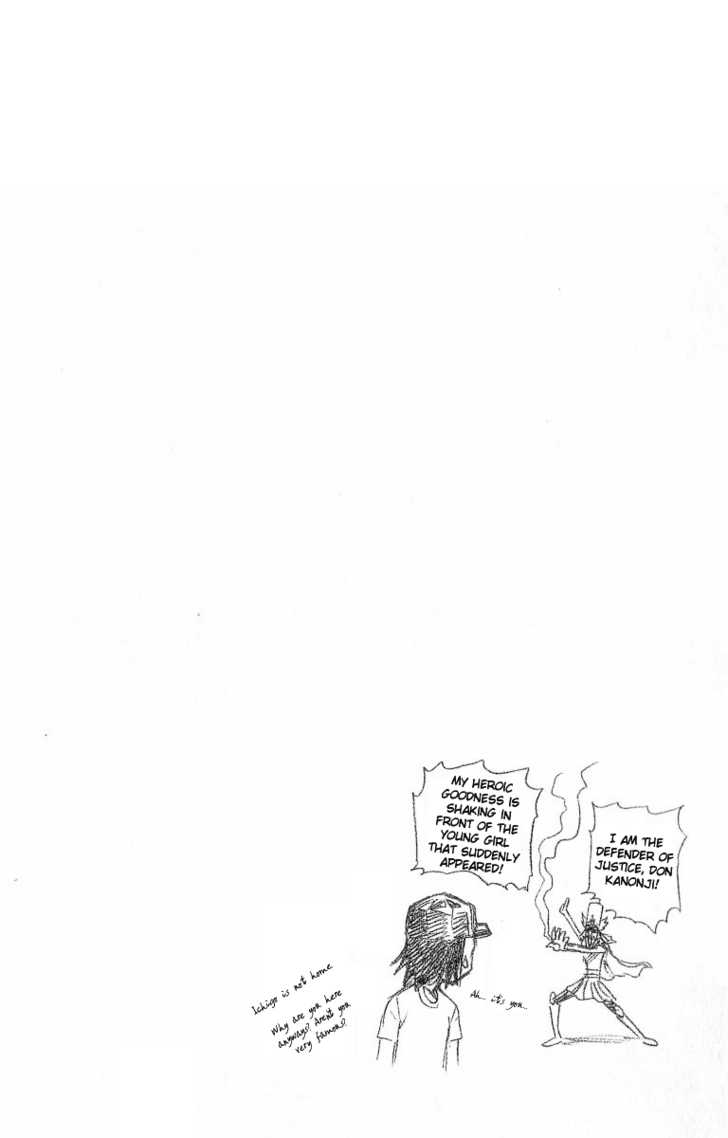 I AM THE
DEFENDER OF
JUSTICE, DON
KANONJI!
MY HEROIC
GOODNESS IS
SHAKING IN
FRONT OF THE
YOUNG GIRL
THAT SUDDENLY
APPEARED!
Ah... it's you...
Ichigo is not home
Why are you here
anyways? Aren't you
very famous?